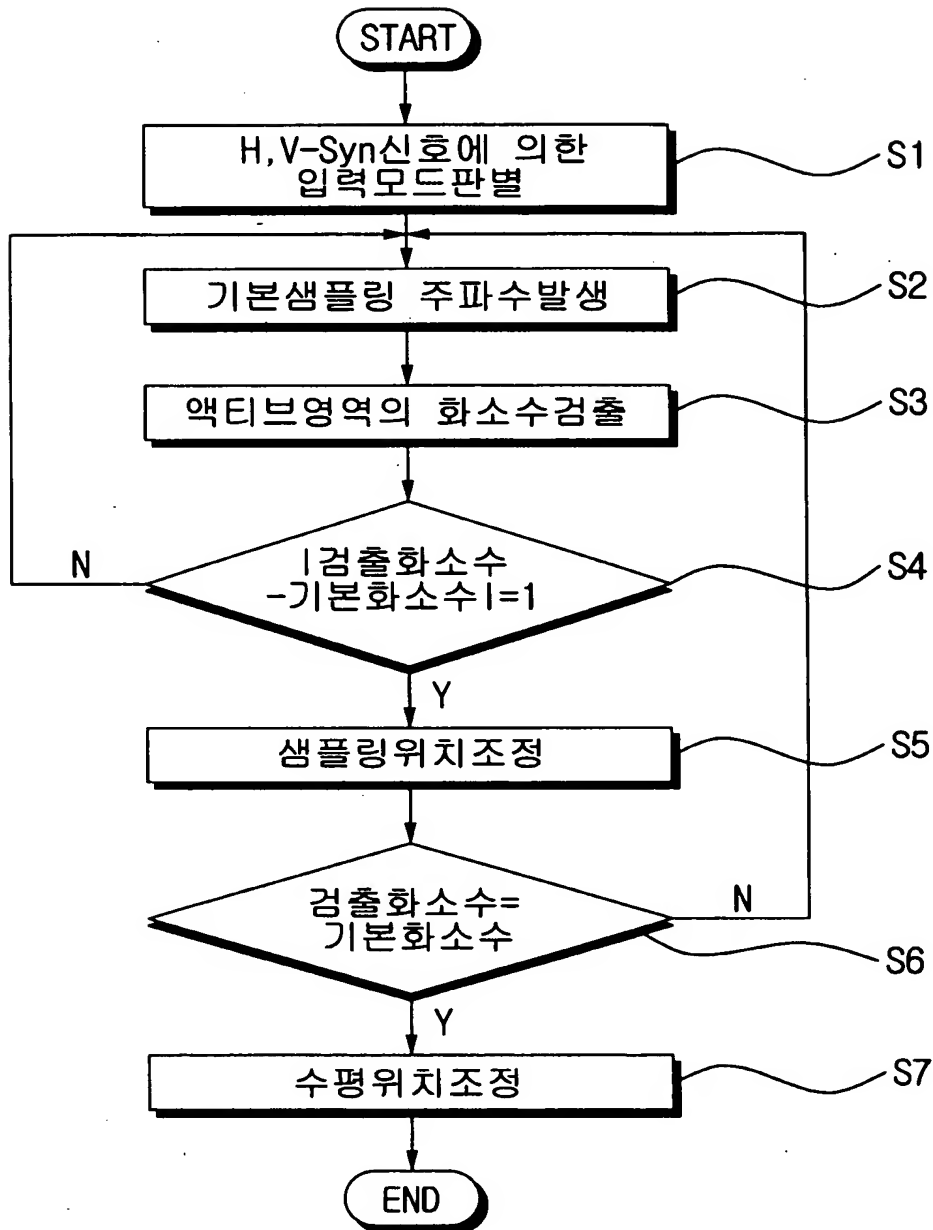 START
H,V-Syn신호에 의한
입력모드판별
S1
기본샘플링 주파수발생
S2
액티브영역의 화소수검출
S3
|검출화소수
-기본화소수|=1
N
S4
Y
샘플링위치조정
S5
검출화소수=
기본화소수
N
S6
Y
수평위치조정
S7
END